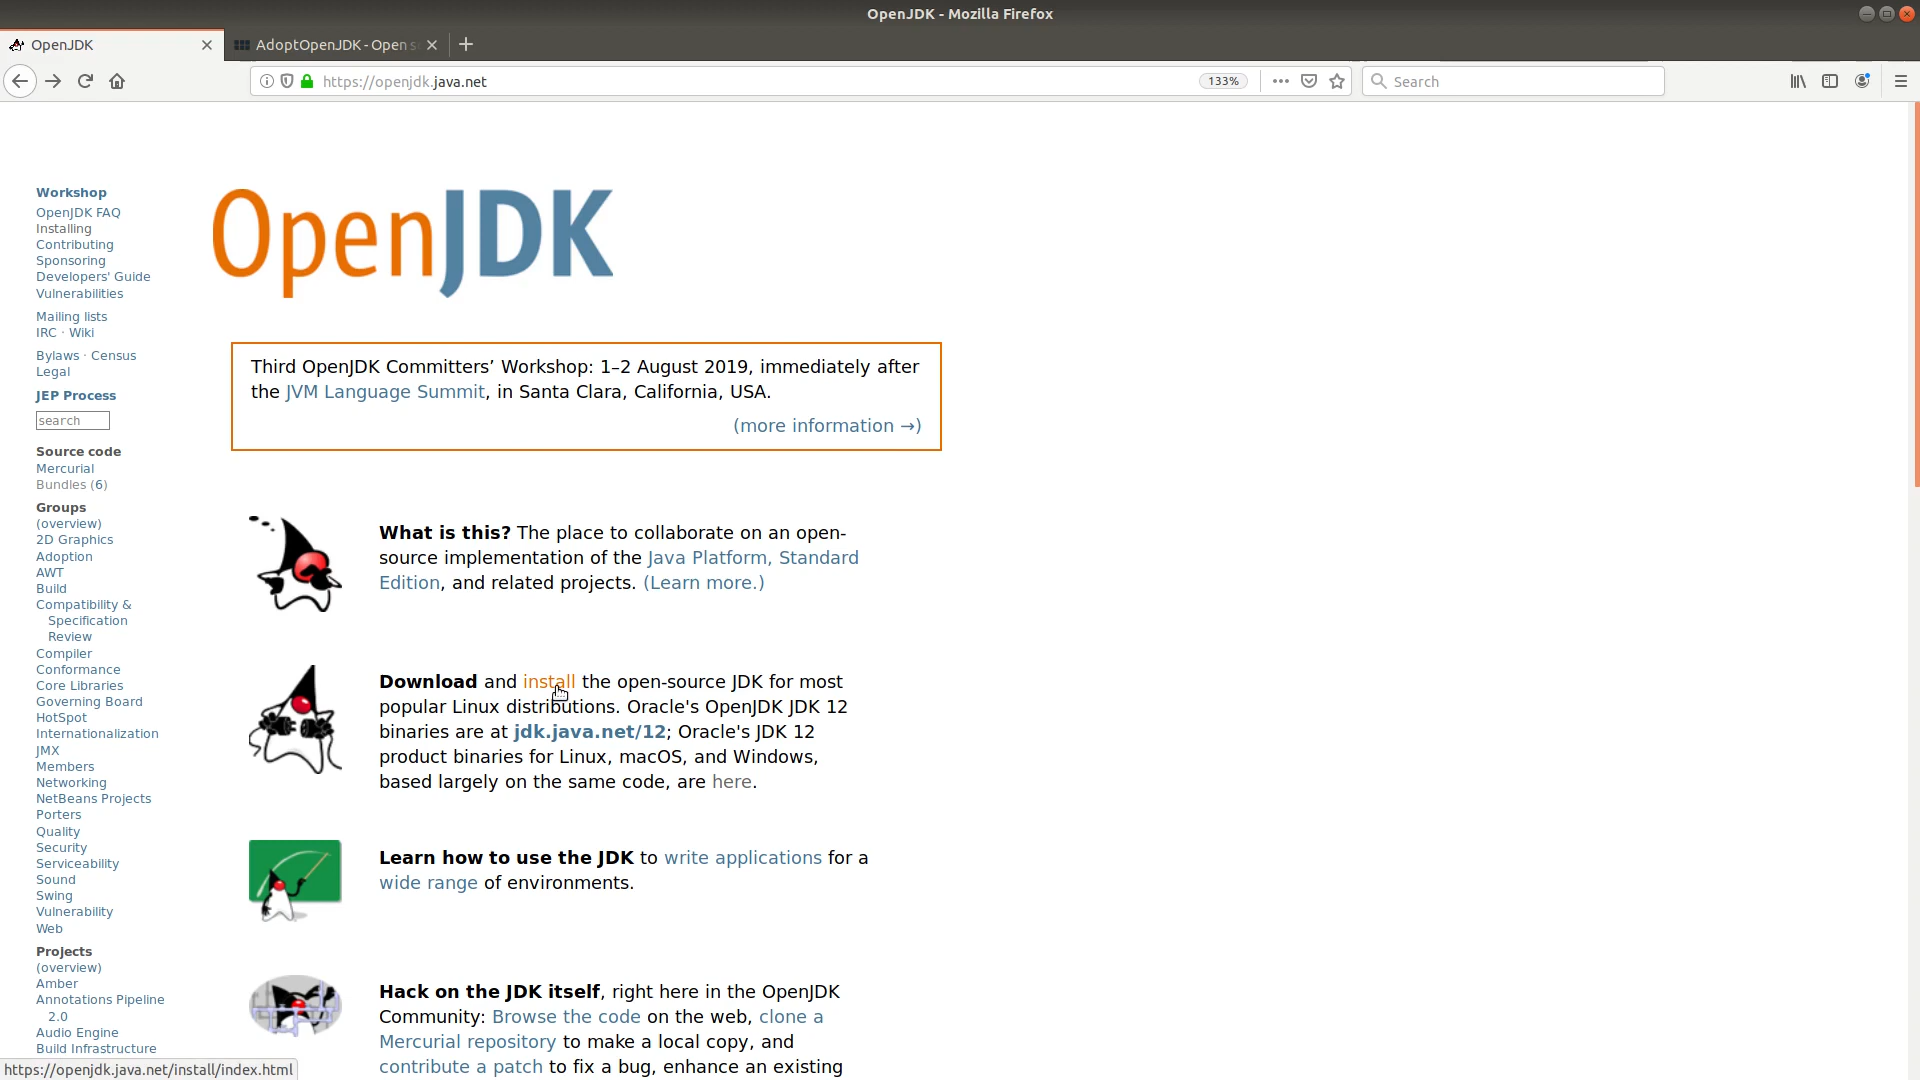 OpenJDK - Mozilla Firefox
OpenJDK
AdoptOpenJDK - Open s
https://openjdk.java.net
133%
Search
Workshop
OpenJDK FAQ
Installing
Contributing
Sponsoring
Developers' Guide
Vulnerabilities
Mailing lists
IRC · Wiki
Bylaws · Census
Legal
JEP Process
search
Source code
Mercurial
Bundles (6)
Groups
(overview)
2D Graphics
Adoption
AWT
Build
Compatibility &
Specification
Review
Compiler
Conformance
Core Libraries
Governing Board
HotSpot
Internationalization
JMX
Members
Networking
NetBeans Projects
Porters
Quality
Security
Serviceability
Sound
Swing
Vulnerability
Web
Projects
(overview)
Amber
Annotations Pipeline
2.0
Audio Engine
Build Infrastructure
OpenJDK
Third OpenJDK Committers’ Workshop: 1–2 August 2019, immediately after
the JVM Language Summit, in Santa Clara, California, USA.
(more information →)
What is this? The place to collaborate on an open-
source implementation of the Java Platform, Standard
Edition, and related projects. (Learn more.)
Download and install the open-source JDK for most
popular Linux distributions. Oracle's OpenJDK JDK 12
binaries are at jdk.java.net/12; Oracle's JDK 12
product binaries for Linux, macOS, and Windows,
based largely on the same code, are here.
Learn how to use the JDK to write applications for a
wide range of environments.
Hack on the JDK itself, right here in the OpenJDK
Community: Browse the code on the web, clone a
Mercurial repository to make a local copy, and
contribute a patch to fix a bug, enhance an existing
https://openjdk.java.net/install/index.html